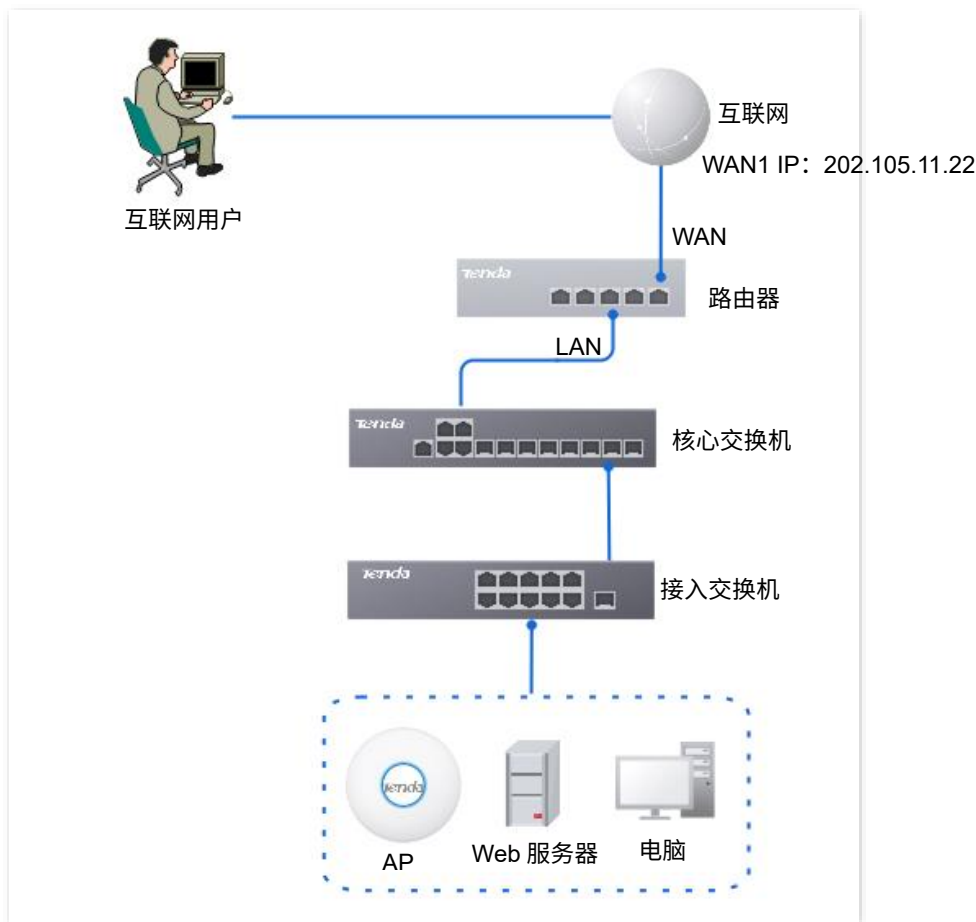 互联网用户
互联网
WAN1 IP：202.105.11.22
WAN
Tenda
路由器
LAN
Tenda
核心交换机
Tenda
接入交换机
Tenda
AP
Web 服务器
电脑